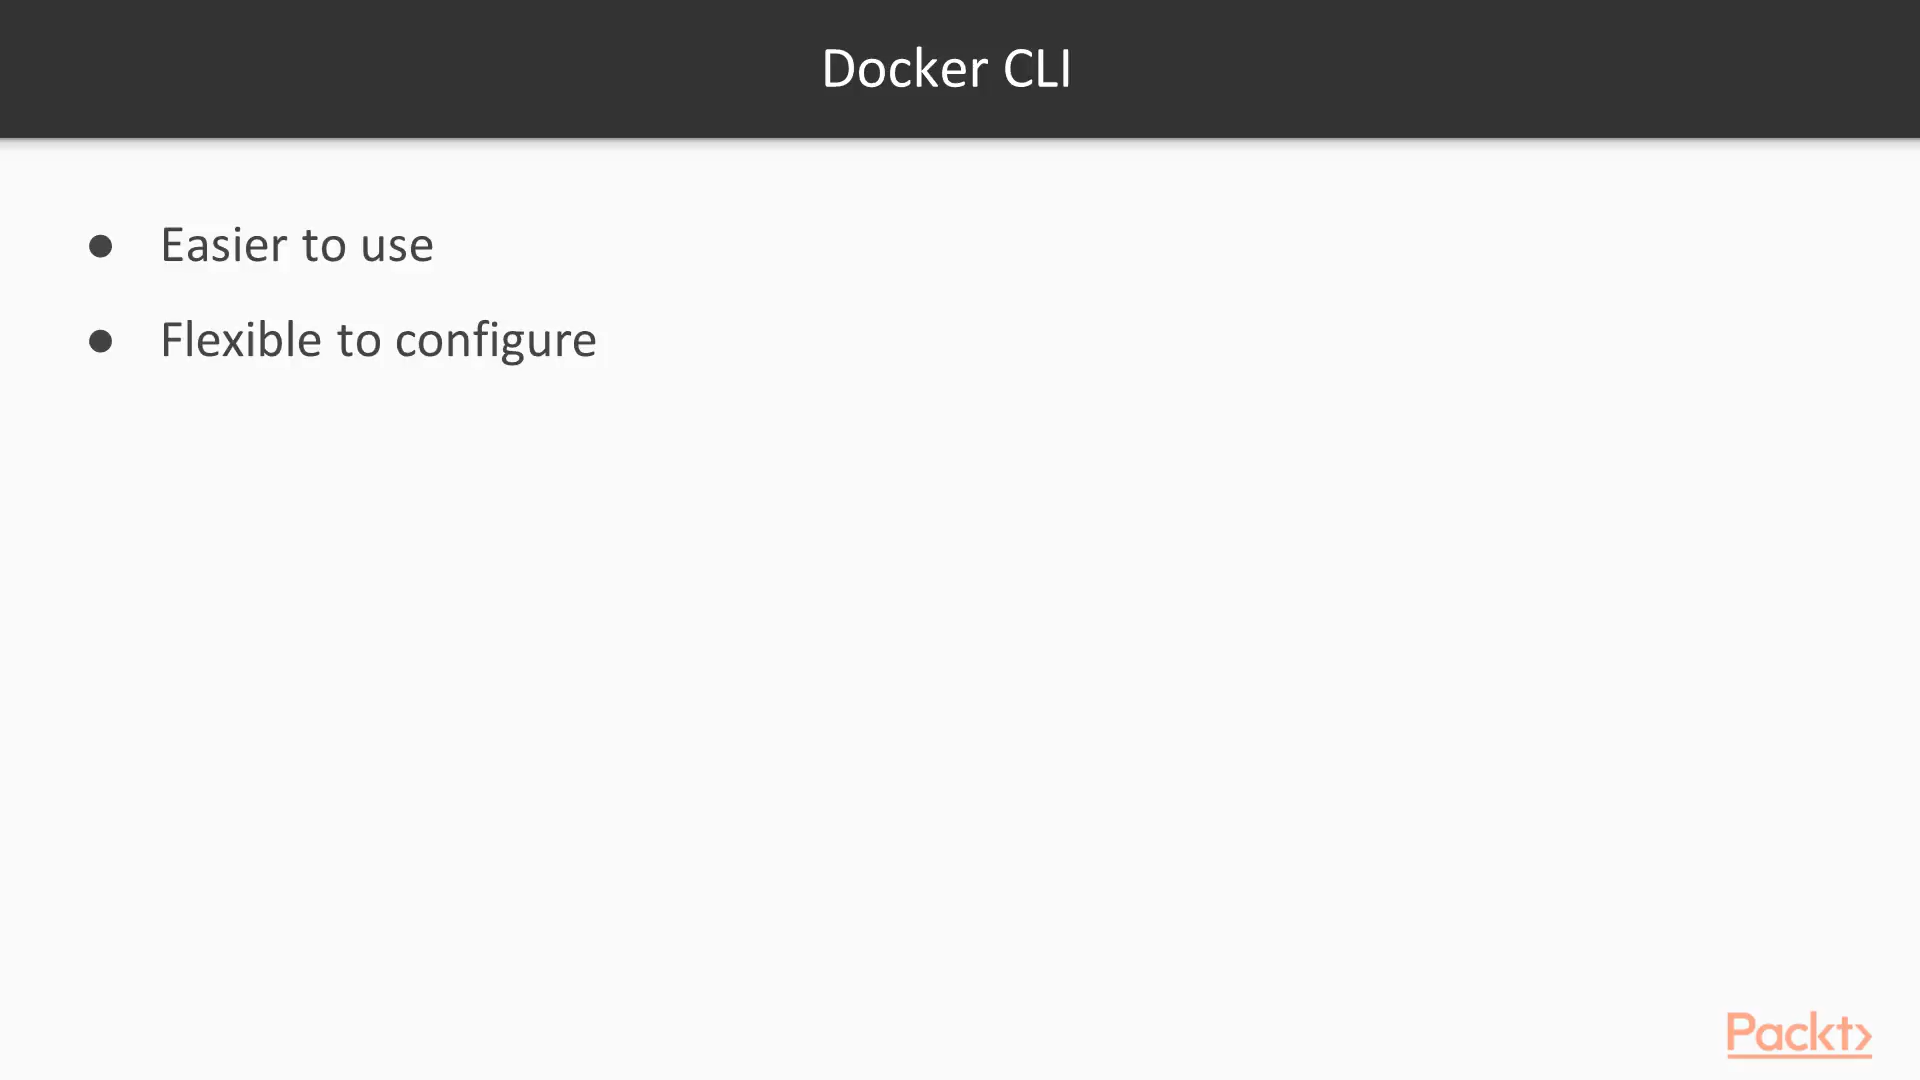 Docker CLI
● Easier to use
● Flexible to configure
Packt>